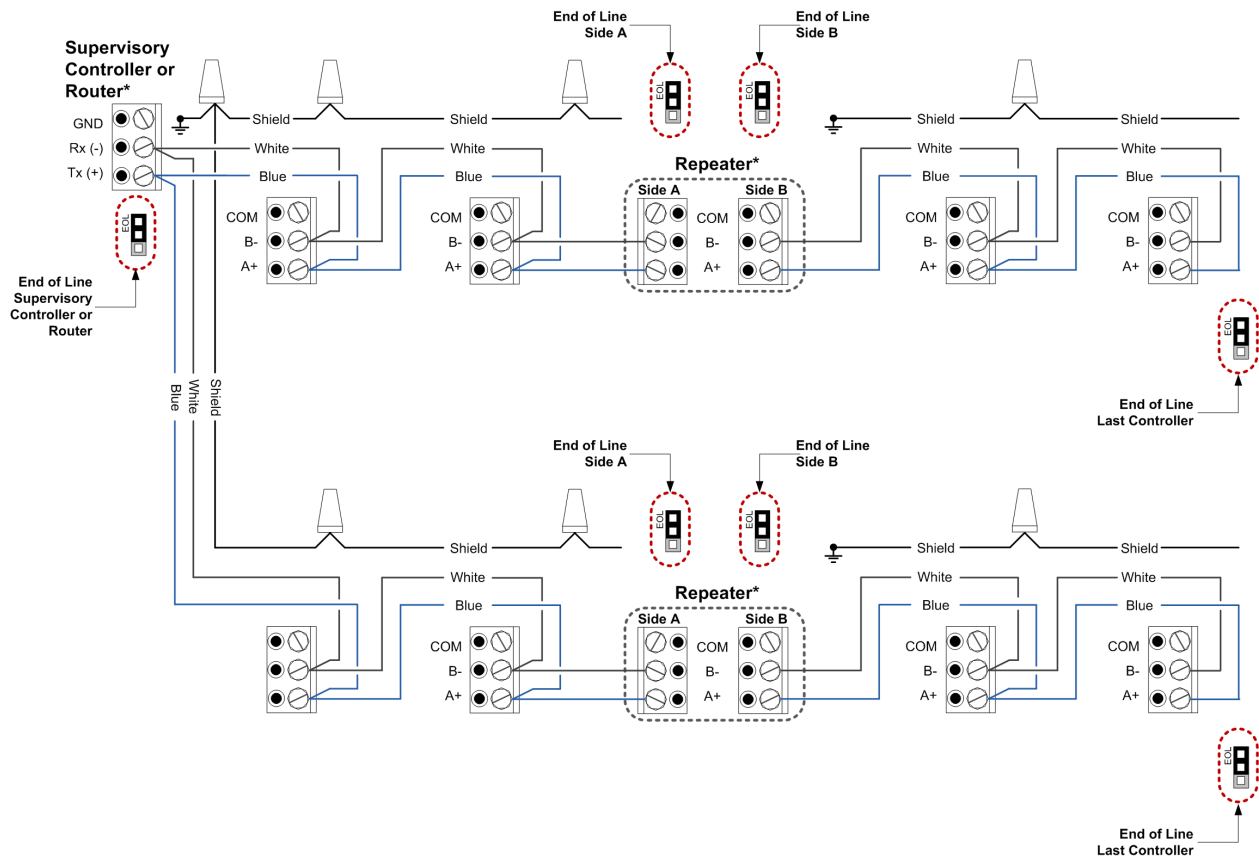 End of Line
Side A
End of Line
Side B
Supervisory
Controller or
Router*
EOL
EOL
GND
Shield
Shield
Shield
Shield
Rx (-)
White
White
White
White
Repeater*
Tx (+)
Blue
Blue
Blue
Blue
Side A
Side B
EOL
COM
COM
COM
COM
COM
B-
B-
B-
B-
B-
A+
A+
A+
A+
A+
End of Line
Supervisory
Controller or
Router
EOL
Blue
White
Shield
End of Line
Last Controller
End of Line
Side A
End of Line
Side B
EOL
EOL
Shield
Shield
Shield
White
White
White
Repeater*
Blue
Blue
Blue
Side A
Side B
COM
COM
COM
COM
B-
B-
B-
B-
A+
A+
A+
A+
EOL
End of Line
Last Controller